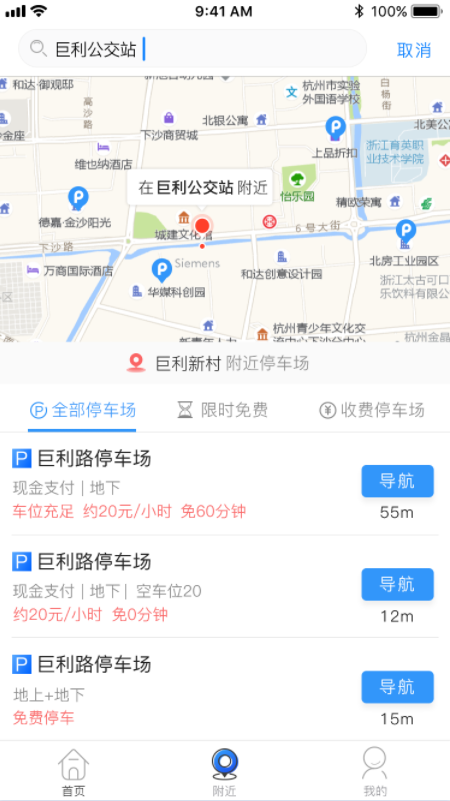 9:41 AM
100%
巨利公交站
取消
和达·御观邸
高沙路
杭州市实验
外国语学校
白杨街
金座
下沙商贸城
北银公寓
北美公
上品折扣
浙江育英职
业技术学院
维也纳酒店
在 巨利公交站 附近
怡乐园
精欧荣寓
德嘉·金沙阳光
城建文化馆
6号大街
下沙路
Siemens
北房工业园区
万商国际酒店
和达创意设计园
浙江太古可口
乐饮料有限公
华媒科创园
杭州青少年文化交
流中心下沙分中心
杭州金晶
巨利新村 附近停车场
全部停车场
限时免费
收费停车场
P 巨利路停车场
现金支付 | 地下
导航
车位充足 约20元/小时 免60分钟
55m
P 巨利路停车场
现金支付 | 地下 | 空车位20
导航
约20元/小时 免0分钟
12m
P 巨利路停车场
地上+地下
导航
免费停车
15m
首页
附近
我的